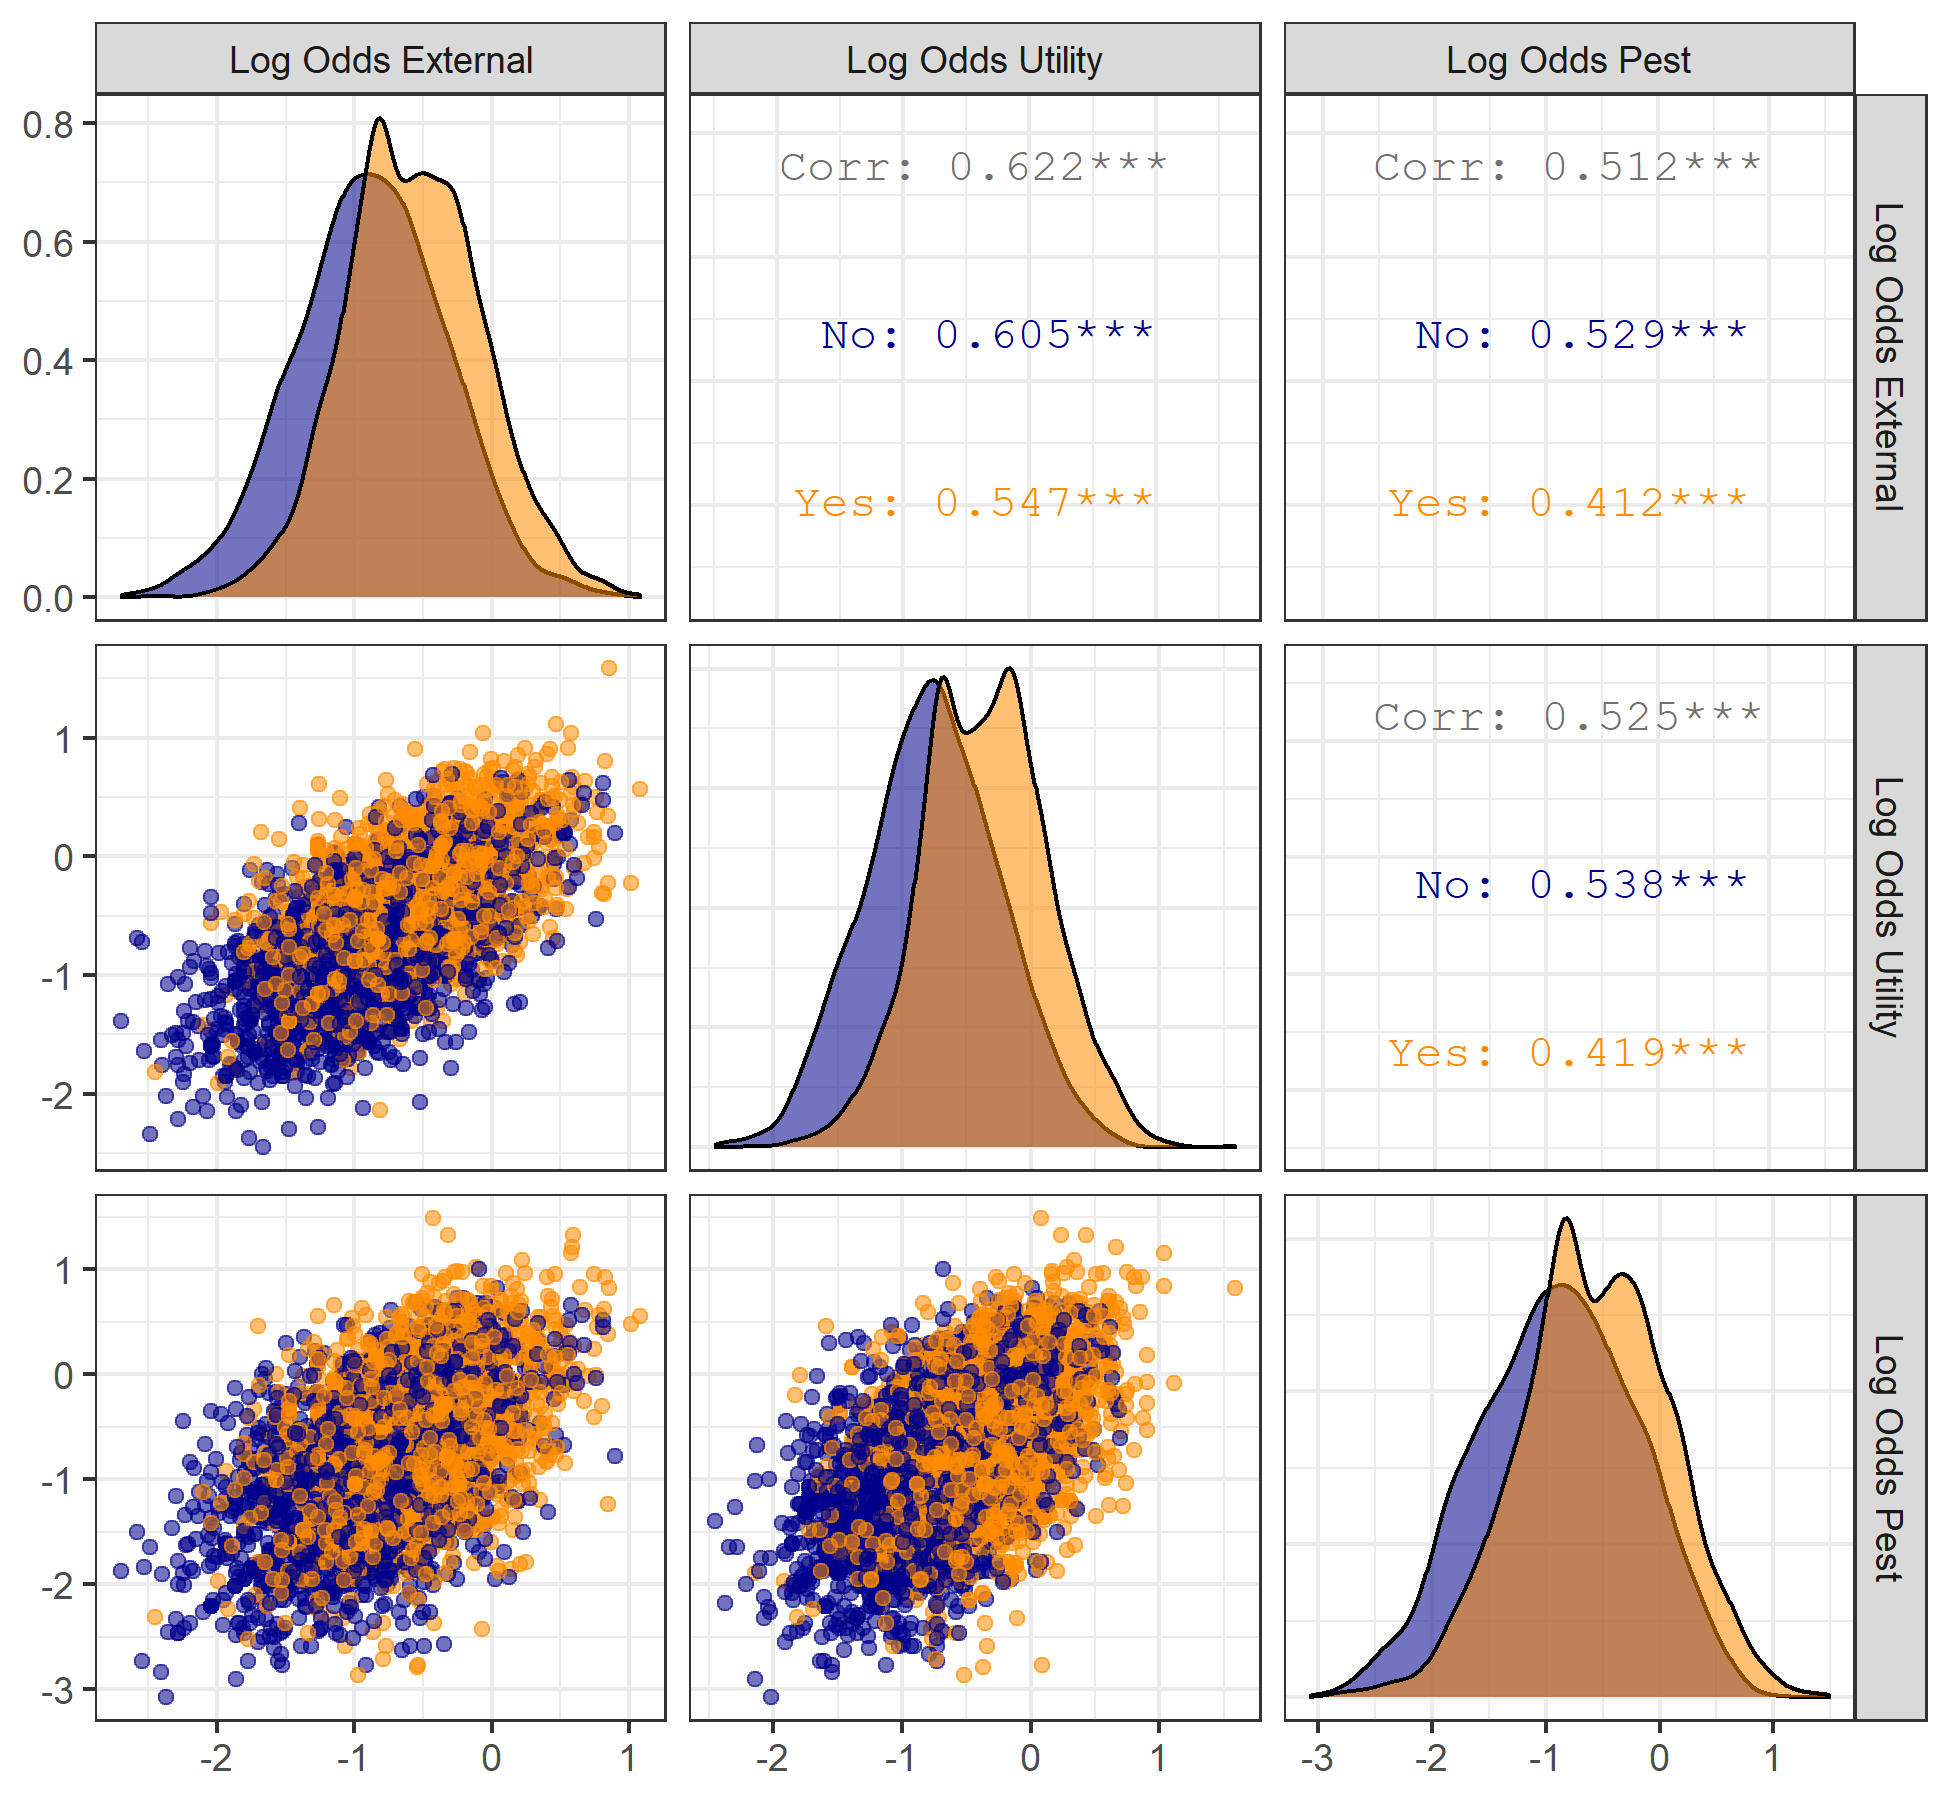 Log Odds External
Log Odds Utility
Log Odds Pest
0.8
0.6
0.4
0.2
0.0
Corr: 0.622***
No: 0.605***
Yes: 0.547***
Corr: 0.512***
No: 0.529***
Yes: 0.412***
Log Odds External
1
0
-1
-2
Corr: 0.525***
No: 0.538***
Yes: 0.419***
Log Odds Utility
1
0
-1
-2
-3
Log Odds Pest
-2 -1 0 1
-2 -1 0 1
-3 -2 -1 0 1